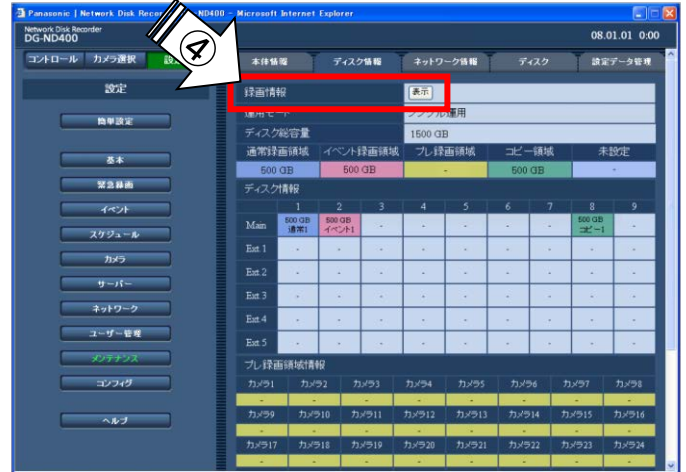 Panasonic | Network Disk Recorder DG-ND400 - Microsoft Internet Explorer
Network Disk Recorder
DG-ND400
08.01.01 0:00
④
コントロール カメラ選択 設定
本体情報 ディスク情報 ネットワーク情報 ディスク 設定データ管理
設定
録画情報 表示
運用モード シングル運用
簡単設定
ディスク総容量 1500 GB
通常録画領域 イベント録画領域 プレ録画領域 コピー領域 未設定
500 GB 500 GB - 500 GB -
基本
ディスク情報
緊急録画
1 2 3 4 5 6 7 8 9
イベント
Main 500 GB 通常1 500 GB イベント1 - - - - - 500 GB コピー1 -
スケジュール
Ext.1 - - - - - - - - -
カメラ
Ext.2 - - - - - - - - -
サーバー
Ext.3 - - - - - - - - -
ネットワーク
Ext.4 - - - - - - - - -
ユーザー管理
Ext.5 - - - - - - - - -
メンテナンス
プレ録画領域情報
コンフィグ
カメラ1 カメラ2 カメラ3 カメラ4 カメラ5 カメラ6 カメラ7 カメラ8
- - - - - - - -
ヘルプ
カメラ9 カメラ10 カメラ11 カメラ12 カメラ13 カメラ14 カメラ15 カメラ16
- - - - - - - -
カメラ17 カメラ18 カメラ19 カメラ20 カメラ21 カメラ22 カメラ23 カメラ24
- - - - - - - -